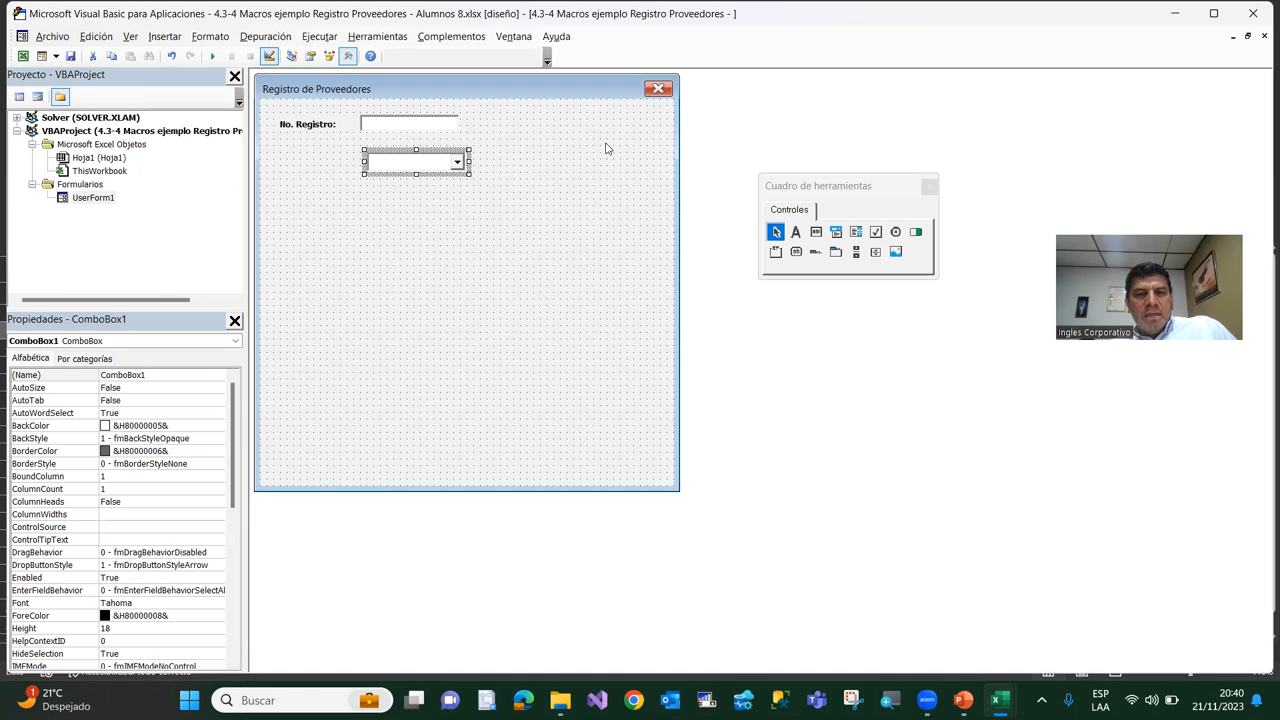 Microsoft Visual Basic para Aplicaciones - 4.3-4 Macros ejemplo Registro Proveedores - Alumnos 8.xlsx [diseño] - [4.3-4 Macros ejemplo Registro Proveedores - ]
Archivo Edición Ver Insertar Formato Depuración Ejecutar Herramientas Complementos Ventana Ayuda
Proyecto - VBAProject
Solver (SOLVER.XLAM)
VBAProject (4.3-4 Macros ejemplo Registro Pr
Microsoft Excel Objetos
Hoja1 (Hoja1)
ThisWorkbook
Formularios
UserForm1
Registro de Proveedores
No. Registro:
Cuadro de herramientas
Controles
Ingles Corporativo
Propiedades - ComboBox1
ComboBox1 ComboBox
Alfabética Por categorías
(Name) ComboBox1
AutoSize False
AutoTab False
AutoWordSelect True
BackColor &H80000005&
BackStyle 1 - fmBackStyleOpaque
BorderColor &H80000006&
BorderStyle 0 - fmBorderStyleNone
BoundColumn 1
ColumnCount 1
ColumnHeads False
ColumnWidths
ControlSource
ControlTipText
DragBehavior 0 - fmDragBehaviorDisabled
DropButtonStyle 1 - fmDropButtonStyleArrow
Enabled True
EnterFieldBehavior 0 - fmEnterFieldBehaviorSelectAl
Font Tahoma
ForeColor &H80000008&
Height 18
HelpContextID 0
HideSelection True
IMEMode 0 - fmIMEModeNoControl
21°C
Despejado
Buscar
ESP
LAA
20:40
21/11/2023